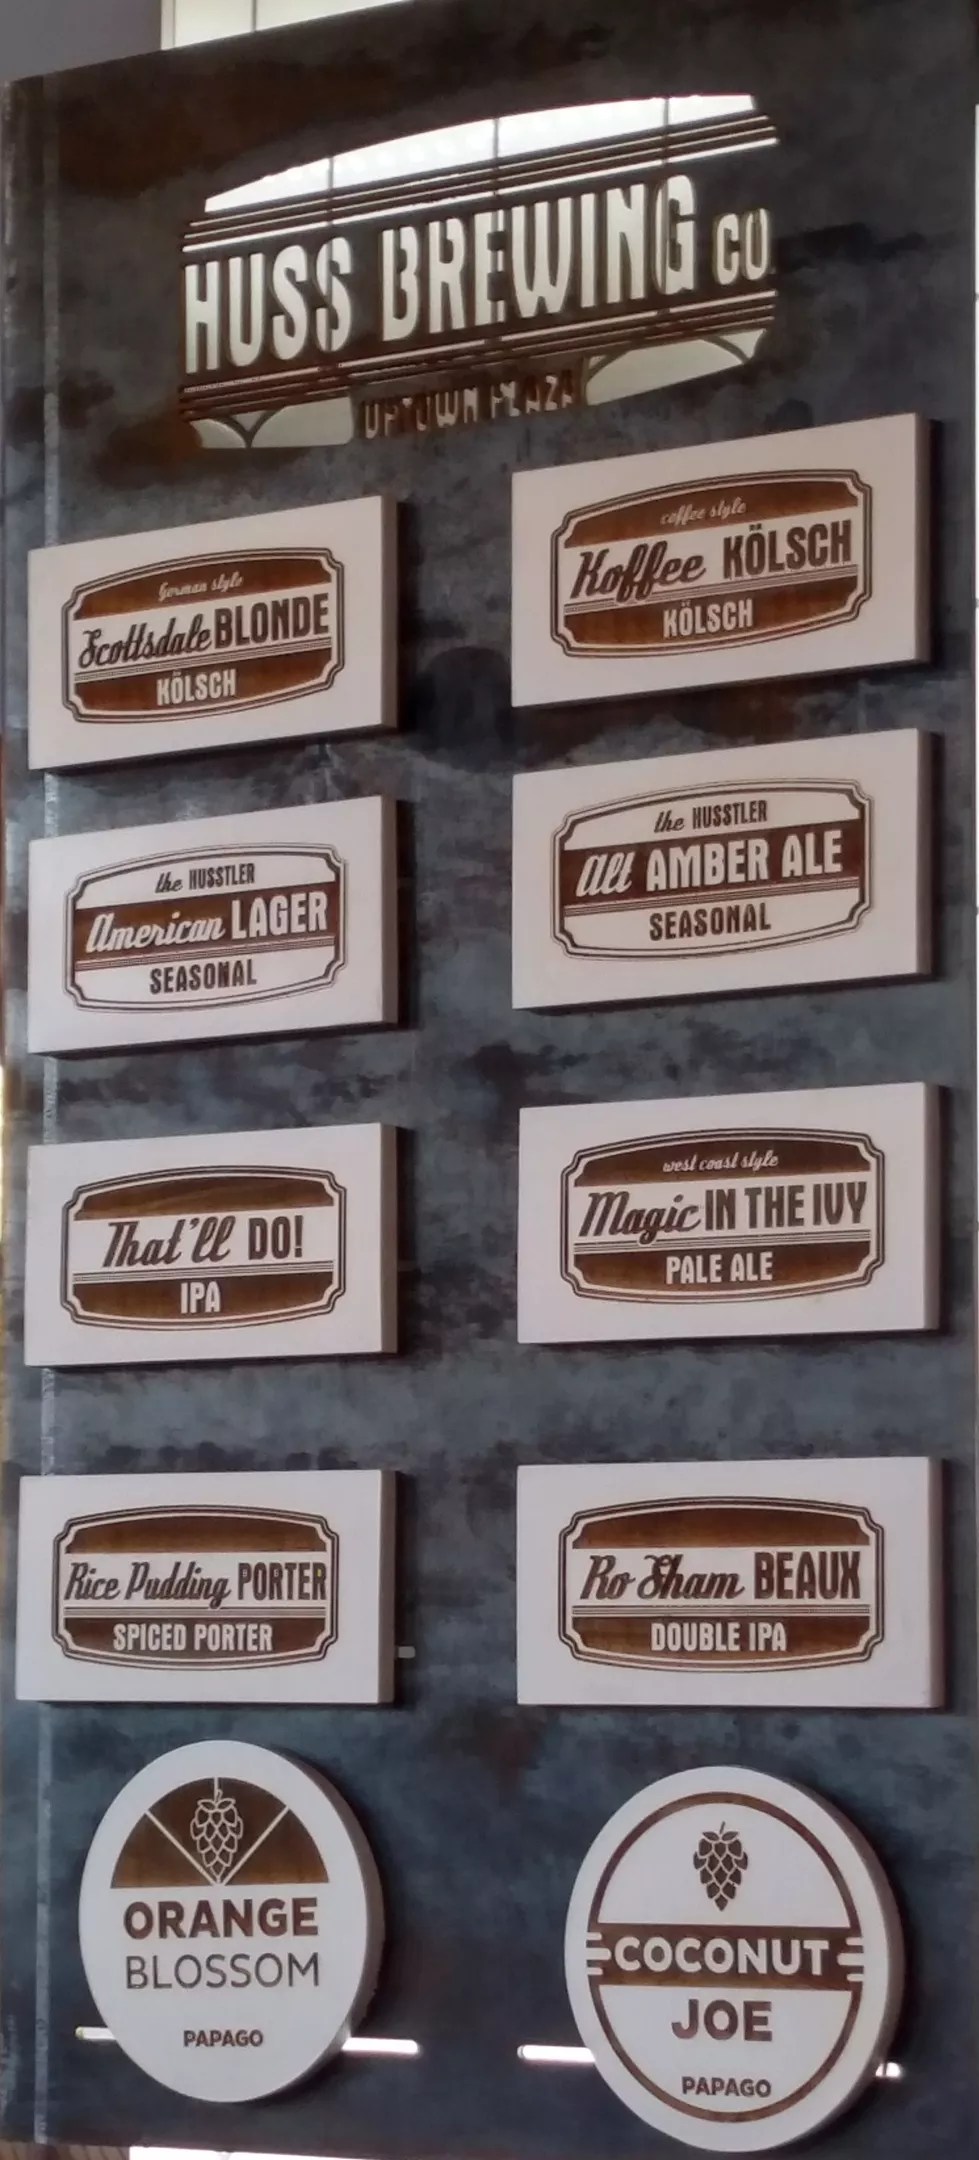 HUSS BREWING CO.
UPTOWN PLAZA
German style
Scottsdale BLONDE
KÖLSCH
coffee style
Koffee KÖLSCH
KÖLSCH
the HUSSTLER
American LAGER
SEASONAL
the HUSSTLER
Alt AMBER ALE
SEASONAL
That'll DO!
IPA
west coast style
Magic IN THE IVY
PALE ALE
Rice Pudding PORTER
SPICED PORTER
Ro Sham BEAUX
DOUBLE IPA
ORANGE
BLOSSOM
PAPAGO
COCONUT
JOE
PAPAGO